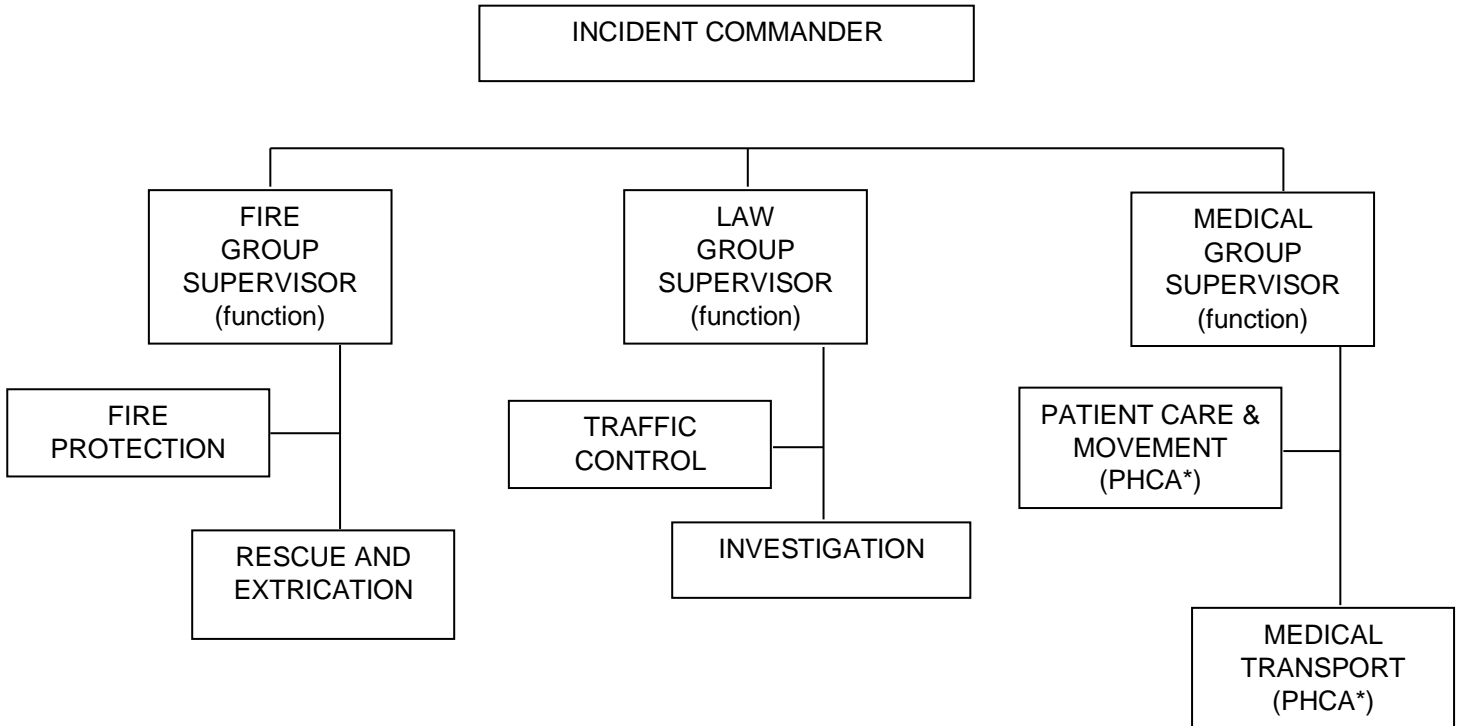 INCIDENT COMMANDER
FIRE
GROUP
SUPERVISOR
(function)
LAW
GROUP
SUPERVISOR
(function)
MEDICAL
GROUP
SUPERVISOR
(function)
FIRE
PROTECTION
TRAFFIC
CONTROL
PATIENT CARE &
MOVEMENT
(PHCA*)
RESCUE AND
EXTRICATION
INVESTIGATION
MEDICAL
TRANSPORT
(PHCA*)